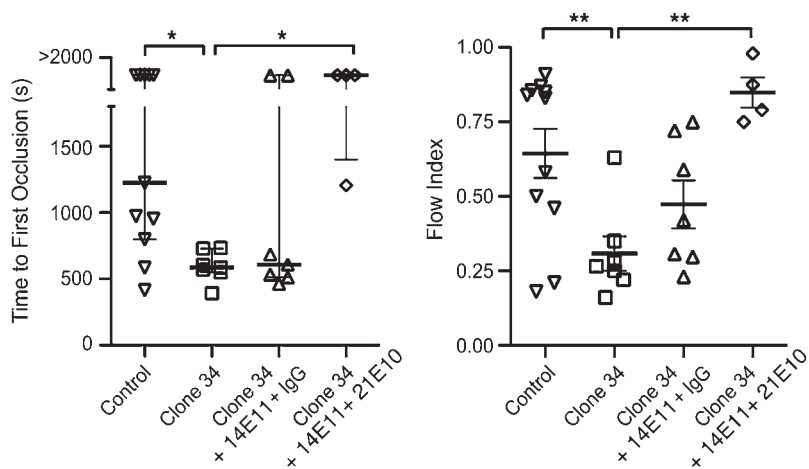 Time to First Occlusion (s)
>2000
1500
1000
500
0
*
*
Control
Clone 34
Clone 34
+ 14E11 + IgG
Clone 34
+ 14E11+ 21E10
Flow Index
1.00
0.75
0.50
0.25
0.00
**
**
Control
Clone 34
Clone 34
+ 14E11 + IgG
Clone 34
+ 14E11+ 21E10